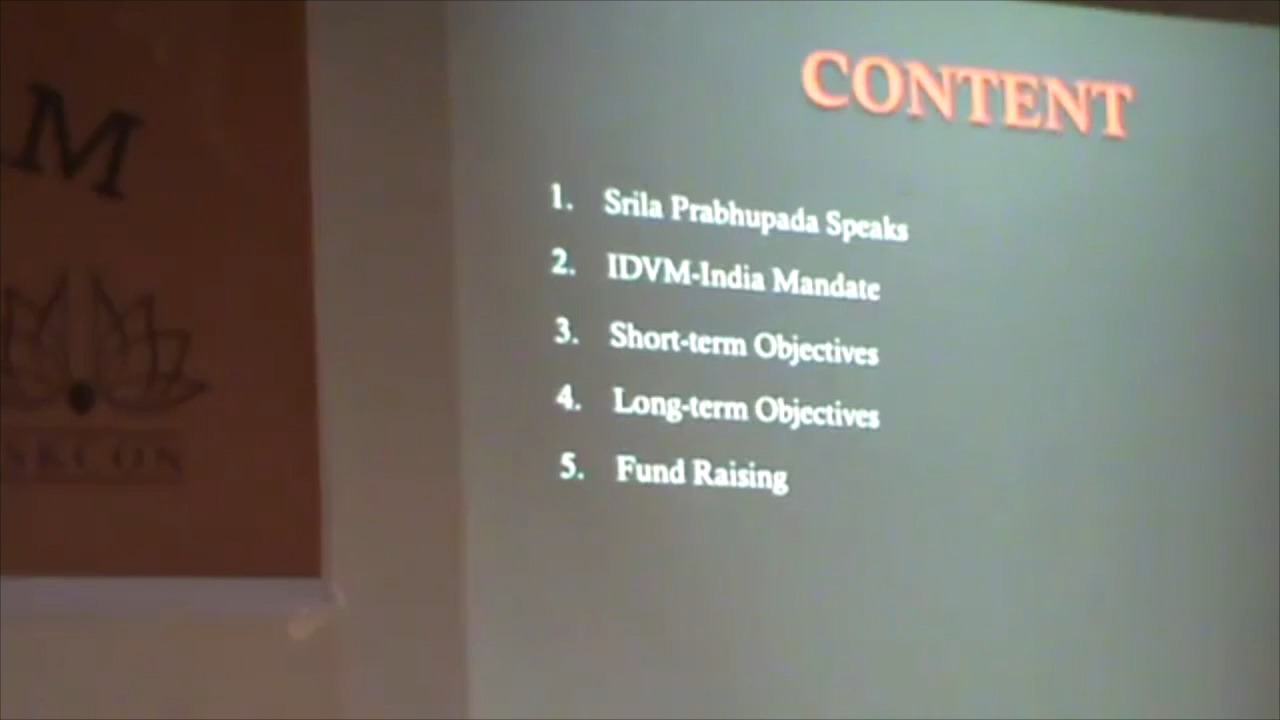 M
CONTENT
1. Srila Prabhupada Speaks
2. IDVM-India Mandate
3. Short-term Objectives
4. Long-term Objectives
5. Fund Raising
SKCON